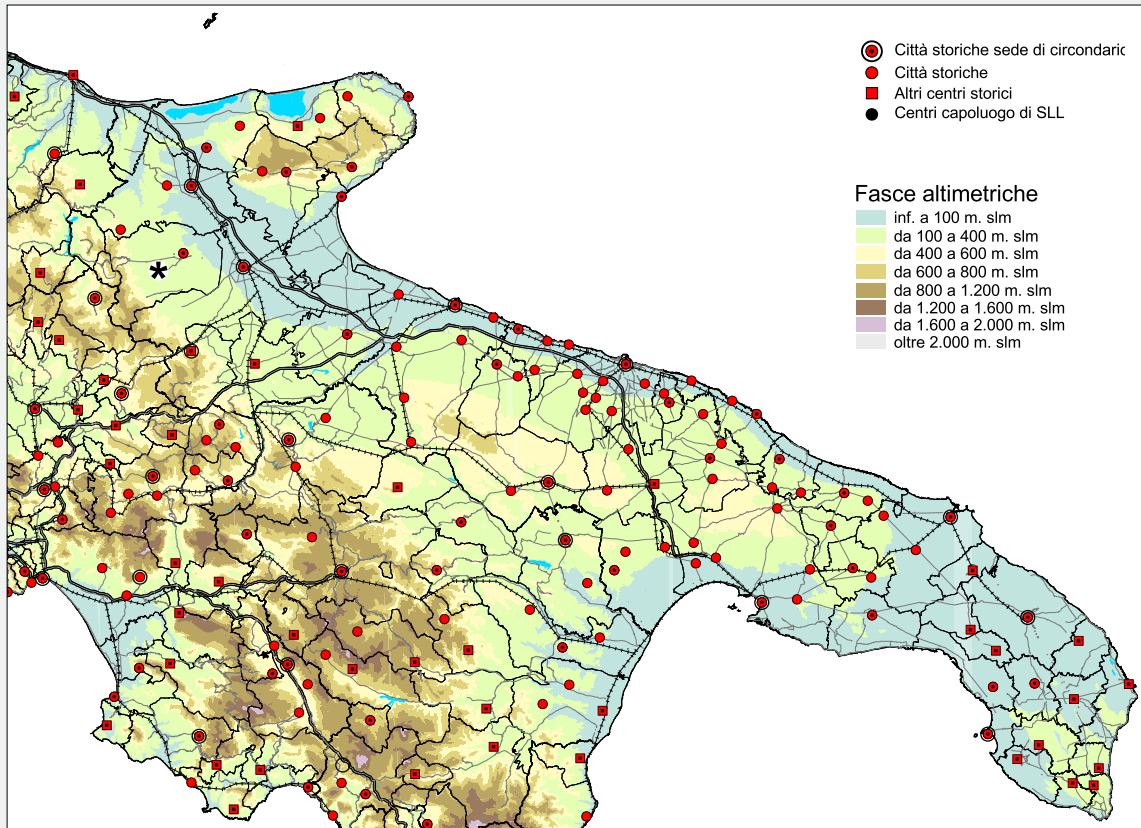 Città storiche sede di circondaric
Città storiche
Altri centri storici
Centri capoluogo di SLL
Fasce altimetriche
inf. a 100 m. slm
da 100 a 400 m. slm
da 400 a 600 m. slm
da 600 a 800 m. slm
da 800 a 1.200 m. slm
da 1.200 a 1.600 m. slm
da 1.600 a 2.000 m. slm
oltre 2.000 m. slm
*